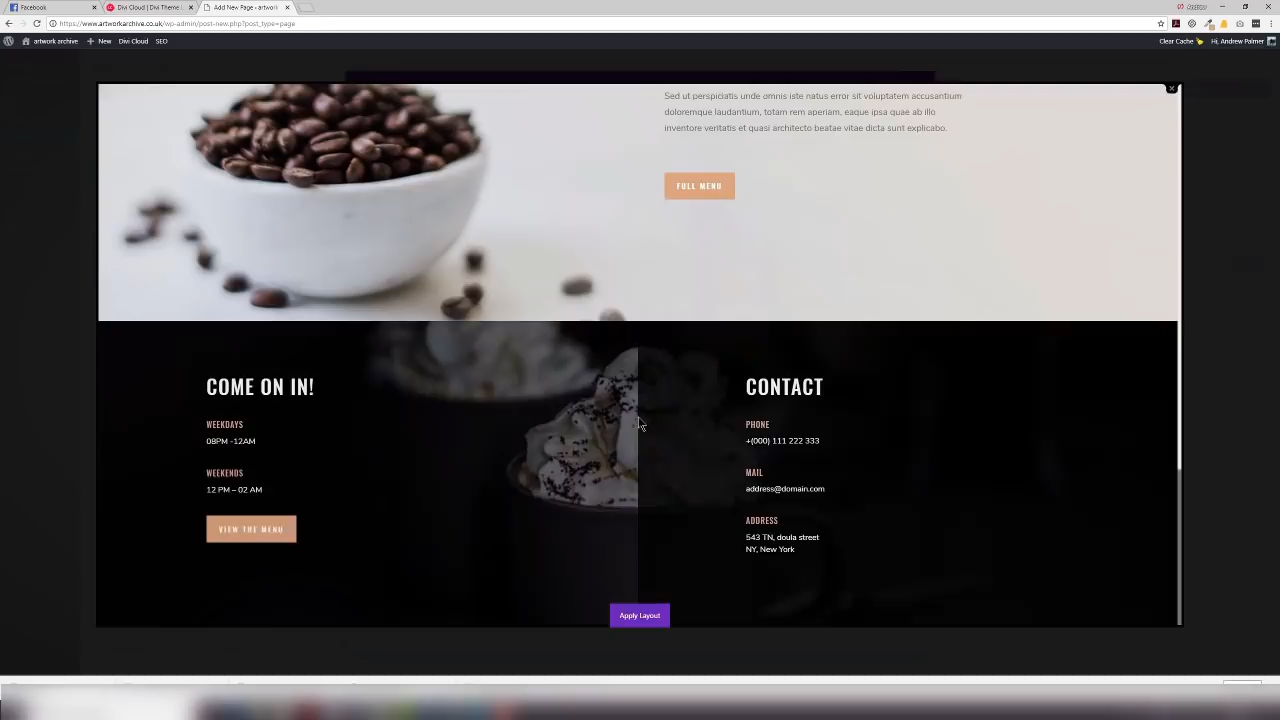 Facebook
Divi Cloud | Divi Theme L
Add New Page ‹ artwork
https://www.artworkarchive.co.uk/wp-admin/post-new.php?post_type=page
artwork archive
New
Divi Cloud
SEO
Clear Cache
Hi, Andrew Palmer
Sed ut perspiciatis unde omnis iste natus error sit voluptatem accusantium
doloremque laudantium, totam rem aperiam, eaque ipsa quae ab illo
inventore veritatis et quasi architecto beatae vitae dicta sunt explicabo.
FULL MENU
COME ON IN!
WEEKDAYS
08PM -12AM
WEEKENDS
12 PM – 02 AM
VIEW THE MENU
CONTACT
PHONE
+(000) 111 222 333
MAIL
address@domain.com
ADDRESS
543 TN, doula street
NY, New York
Apply Layout